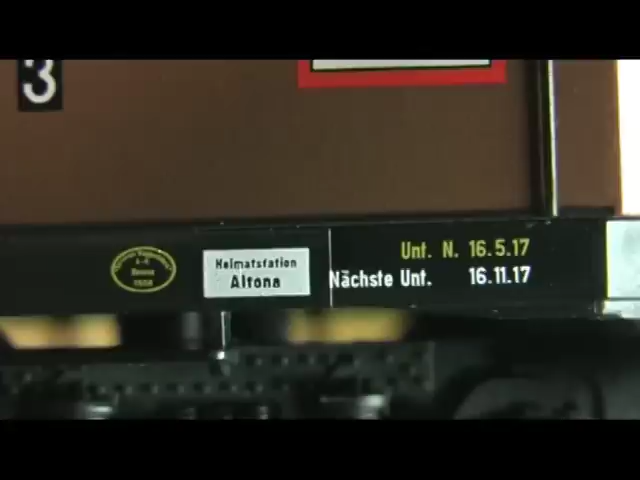 3
Heimatstation
Altona
Unt. N. 16.5.17
Nächste Unt. 16.11.17